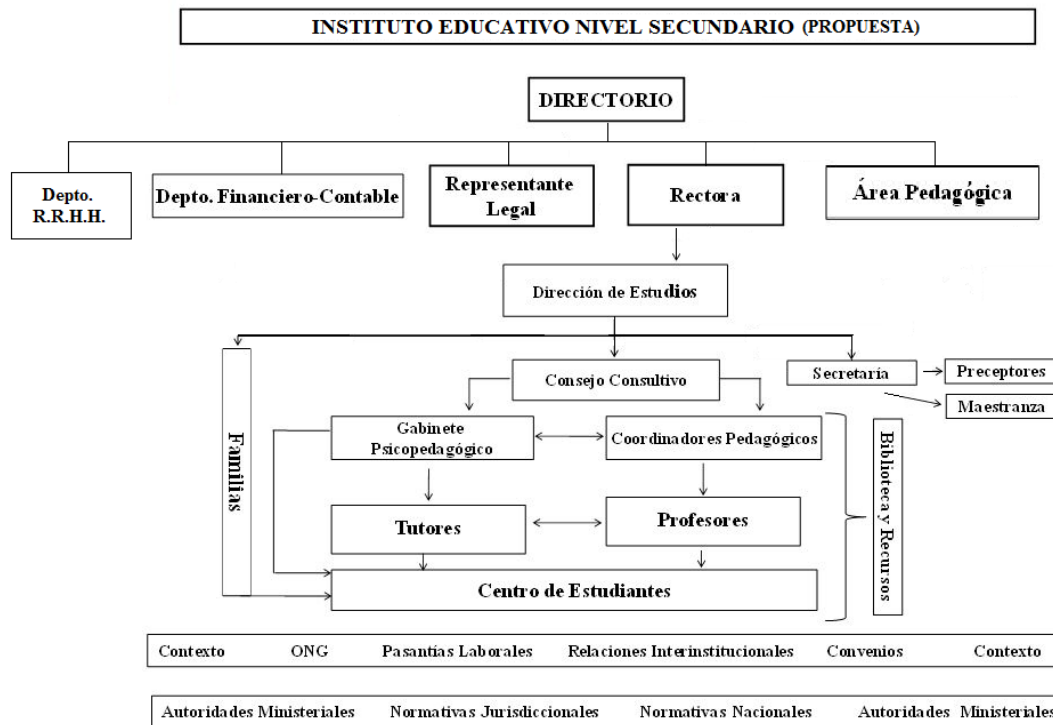 INSTITUTO EDUCATIVO NIVEL SECUNDARIO (PROPUESTA)
DIRECTORIO
Depto.
R.R.H.H.
Depto. Financiero-Contable
Representante
Legal
Rectora
Área Pedagógica
Dirección de Estudios
Consejo Consultivo
Secretaría
Preceptores
Maestranza
Familias
Gabinete
Psicopedagógico
Coordinadores Pedagógicos
Biblioteca y Recursos
Tutores
Profesores
Centro de Estudiantes
Contexto ONG Pasantías Laborales Relaciones Interinstitucionales Convenios Contexto
Autoridades Ministeriales Normativas Jurisdiccionales Normativas Nacionales Autoridades Ministeriales